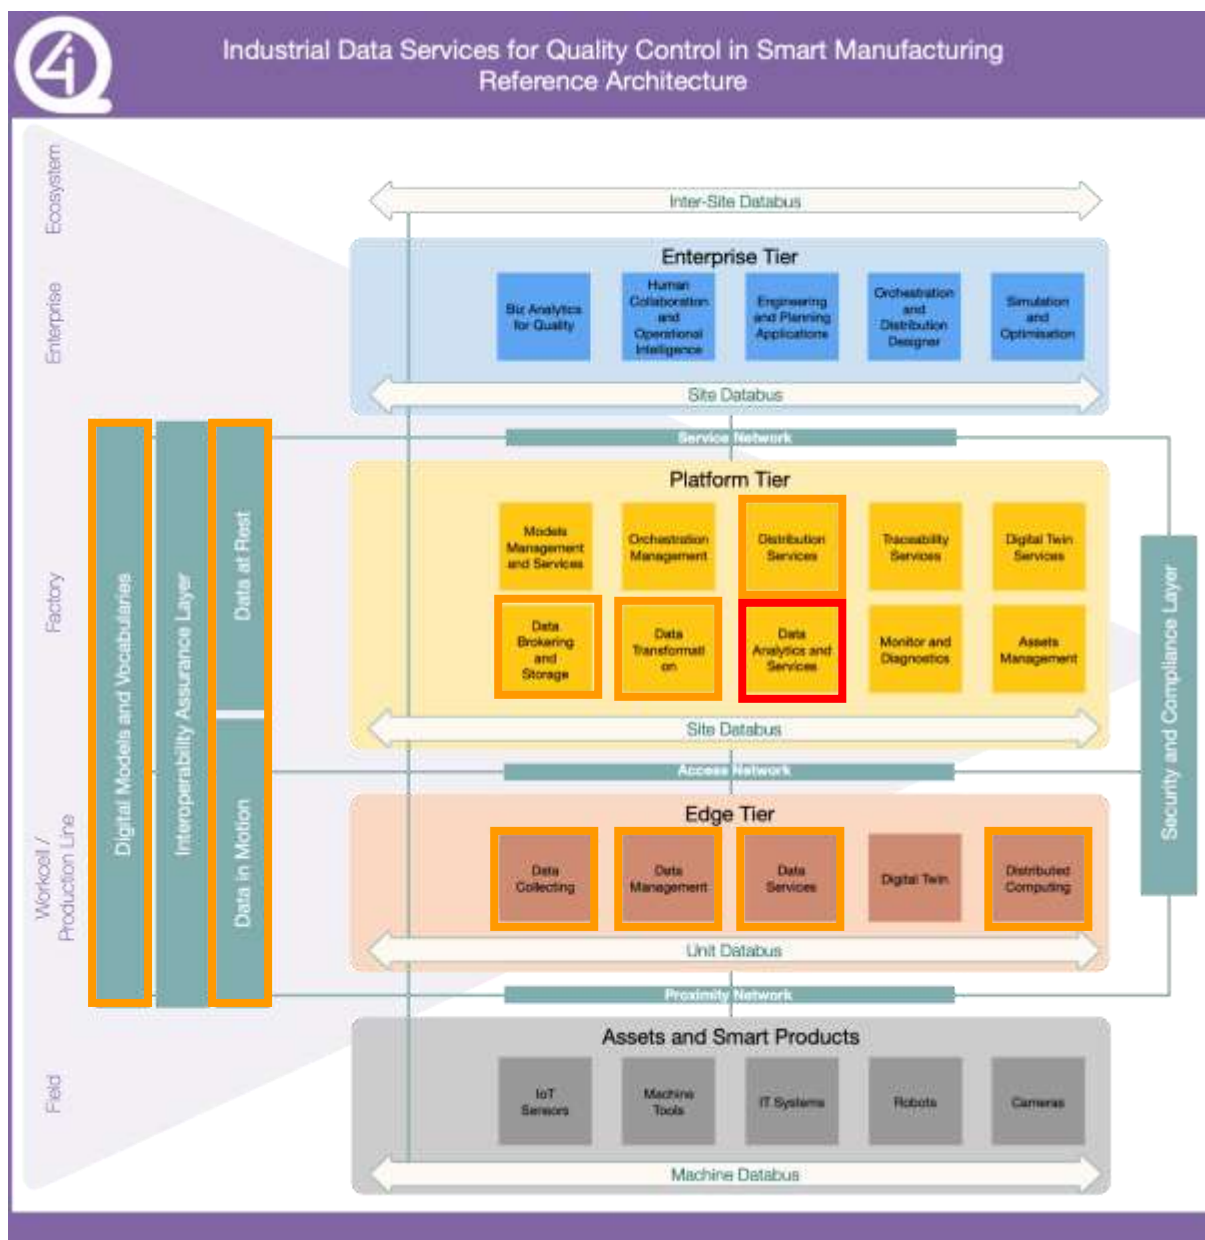 4i
Industrial Data Services for Quality Control in Smart Manufacturing
Reference Architecture
Ecosystem
Enterprise
Factory
Workcell /
Production Line
Field
Inter-Site Databus
Enterprise Tier
Biz Analytics
for Quality
Human
Collaboration
and
Operational
Intelligence
Engineering
and Planning
Applications
Orchestration
and
Distribution
Designer
Simulation
and
Optimisation
Site Databus
Service Network
Digital Models and Vocabularies
Interoperability Assurance Layer
Data at Rest
Data in Motion
Platform Tier
Models
Management
and Services
Orchestration
Management
Distribution
Services
Traceability
Services
Digital Twin
Services
Data
Brokering
and
Storage
Data
Transformati
on
Data
Analytics and
Services
Monitor and
Diagnostics
Assets
Management
Site Databus
Access Network
Security and Compliance Layer
Edge Tier
Data
Collecting
Data
Management
Data
Services
Digital Twin
Distributed
Computing
Unit Databus
Proximity Network
Assets and Smart Products
IoT
Sensors
Machine
Tools
IT Systems
Robots
Cameras
Machine Databus